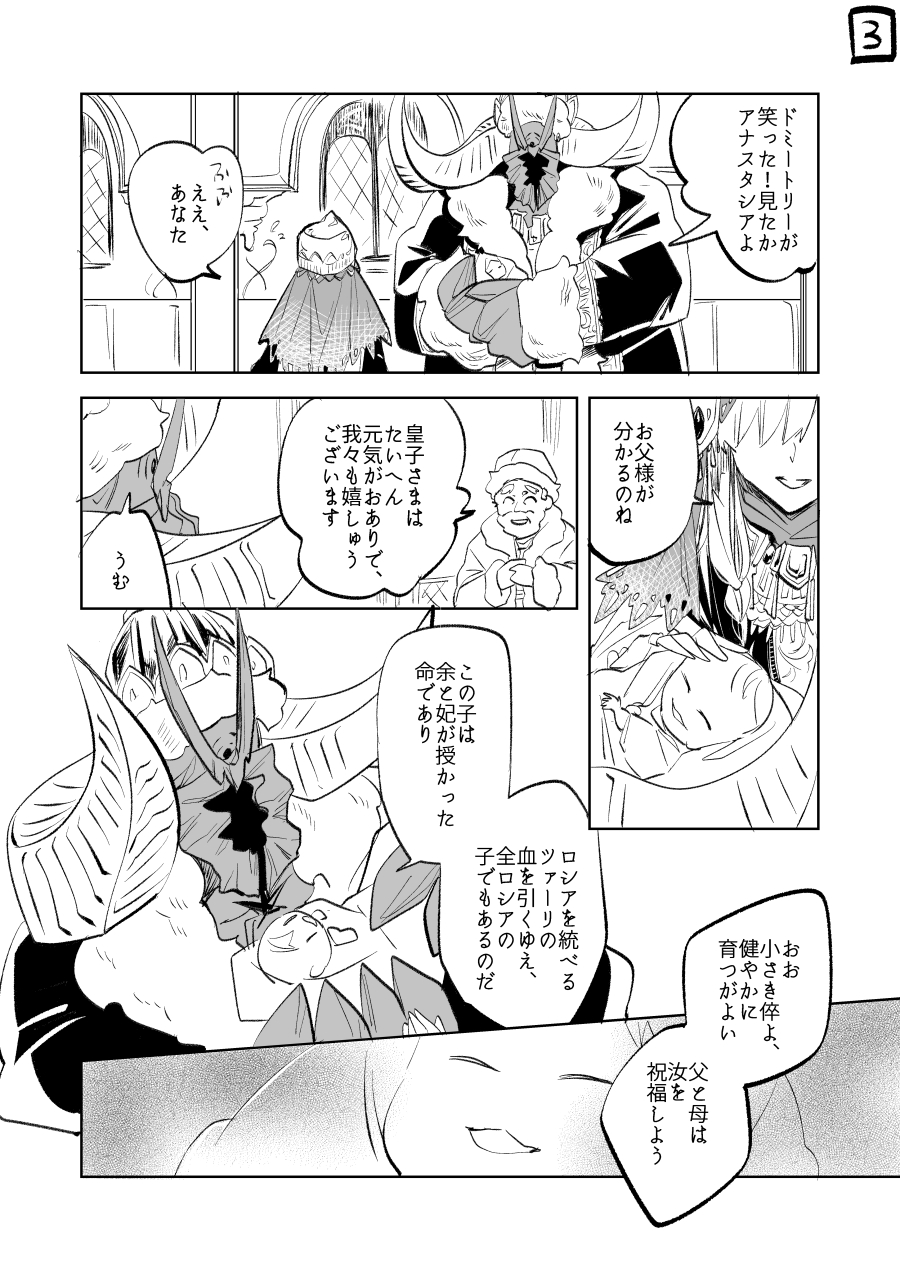 3
ドミートリーが
笑った！見たか
アナスタシアよ
ふふ
ええ、
あなた
お父様が
分かるのね
皇子さまは
たいへん
元気がおありで、
我々も嬉しゅう
ございます
うむ
この子は
余と妃が授かった
命であり
ロシアを統べる
ツァーリの
血を引くゆえ、
全ロシアの
子でもあるのだ
おお
小さき倅よ、
健やかに
育つがよい
父と母は
汝を
祝福しよう